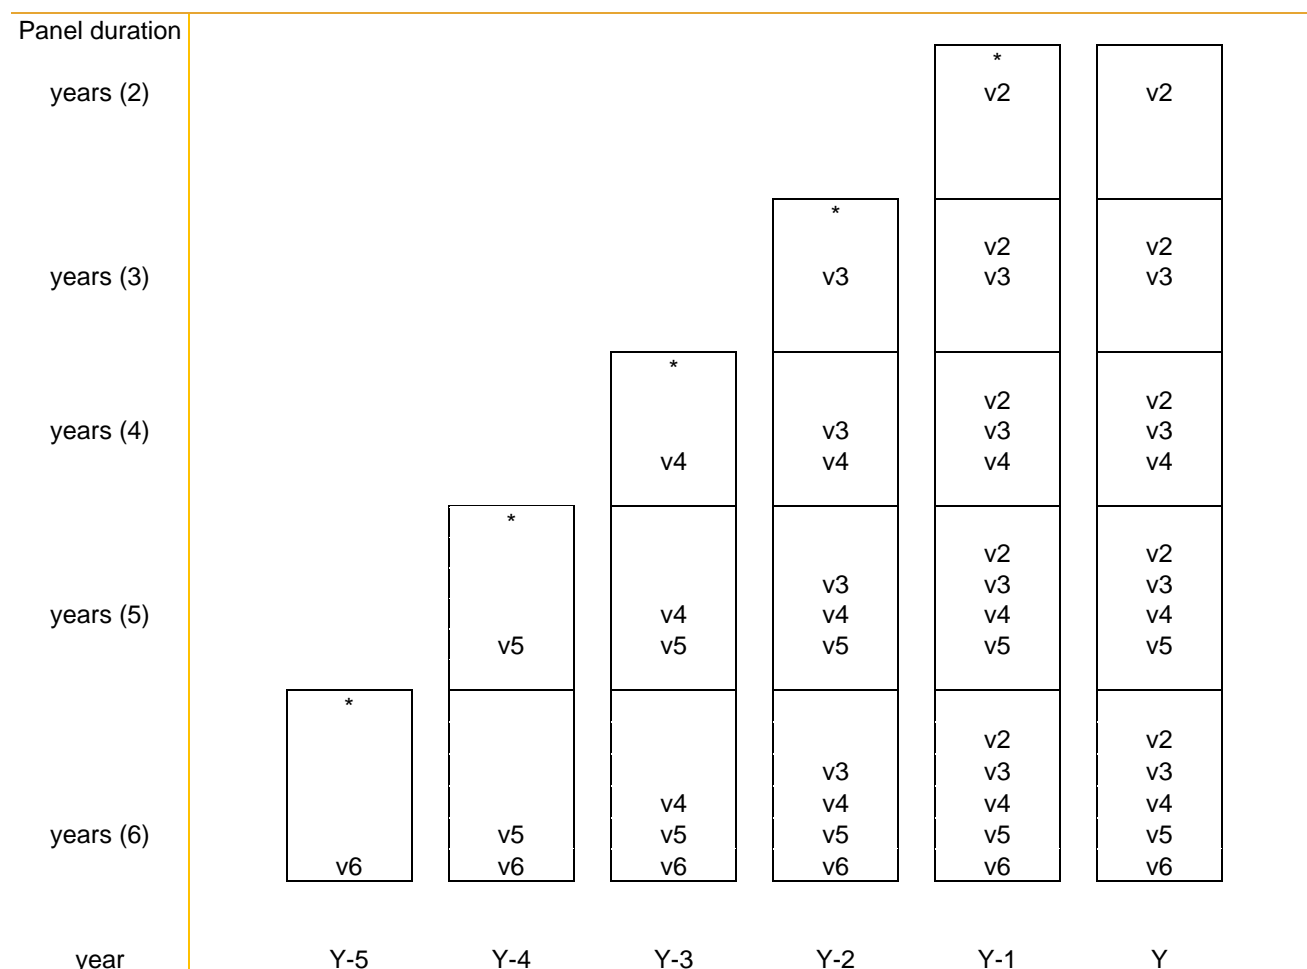 Panel duration
*
years (2) v2 v2
*
v2 v2
years (3) v3 v3 v3
*
v2 v2
years (4) v3 v3 v3
v4 v4 v4 v4
*
v2 v2
v3 v3 v3
years (5) v4 v4 v4 v4
v5 v5 v5 v5 v5
*
v2 v2
v3 v3 v3
v4 v4 v4 v4
years (6) v5 v5 v5 v5 v5
v6 v6 v6 v6 v6 v6
year Y-5 Y-4 Y-3 Y-2 Y-1 Y